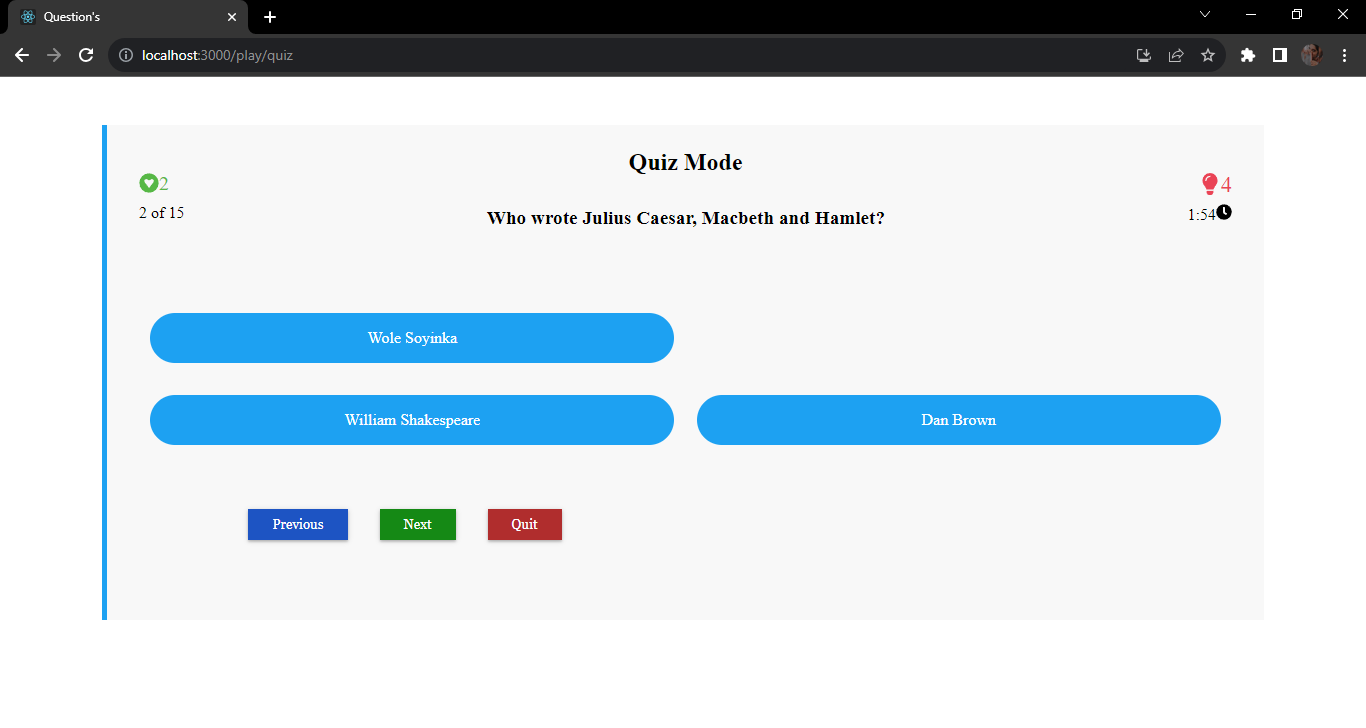 Question's
localhost:3000/play/quiz
Quiz Mode
2
4
2 of 15
1:54
Who wrote Julius Caesar, Macbeth and Hamlet?
Wole Soyinka
William Shakespeare
Dan Brown
Previous
Next
Quit